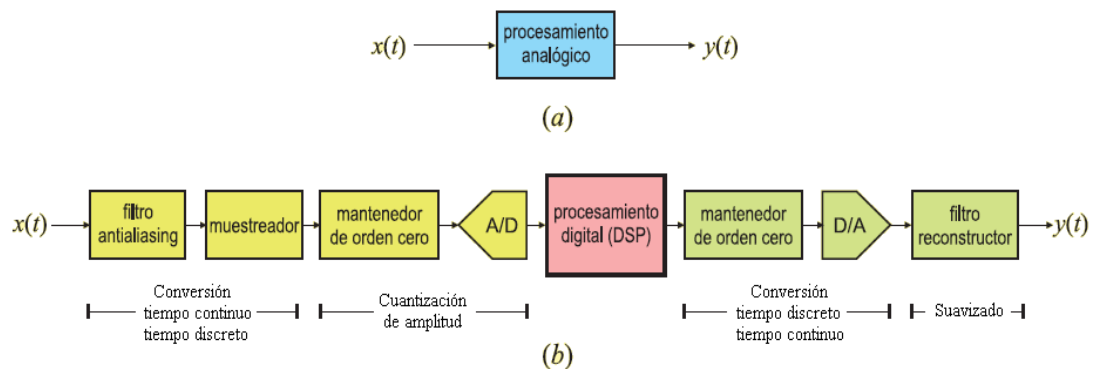 x(t)
procesamiento
analógico
y(t)
(a)
x(t)
filtro
antialiasing
muestreador
mantenedor
de orden cero
A/D
procesamiento
digital (DSP)
mantenedor
de orden cero
D/A
filtro
reconstructor
y(t)
Conversión
tiempo continuo
tiempo discreto
Cuantización
de amplitud
Conversión
tiempo discreto
tiempo continuo
Suavizado
(b)